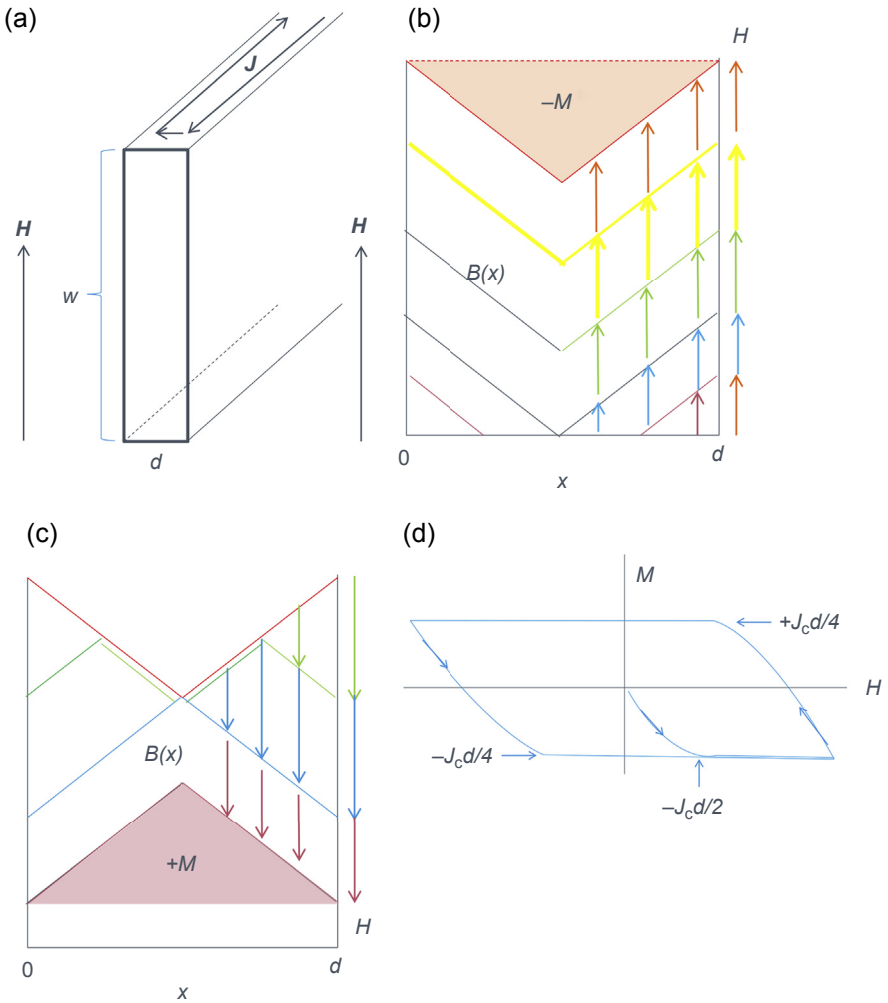 (a)
J
H
H
w
d
(b)
H
–M
B(x)
0
d
x
(c)
B(x)
+M
H
0
d
x
(d)
M
+Jcd/4
H
–Jcd/4
–Jcd/2